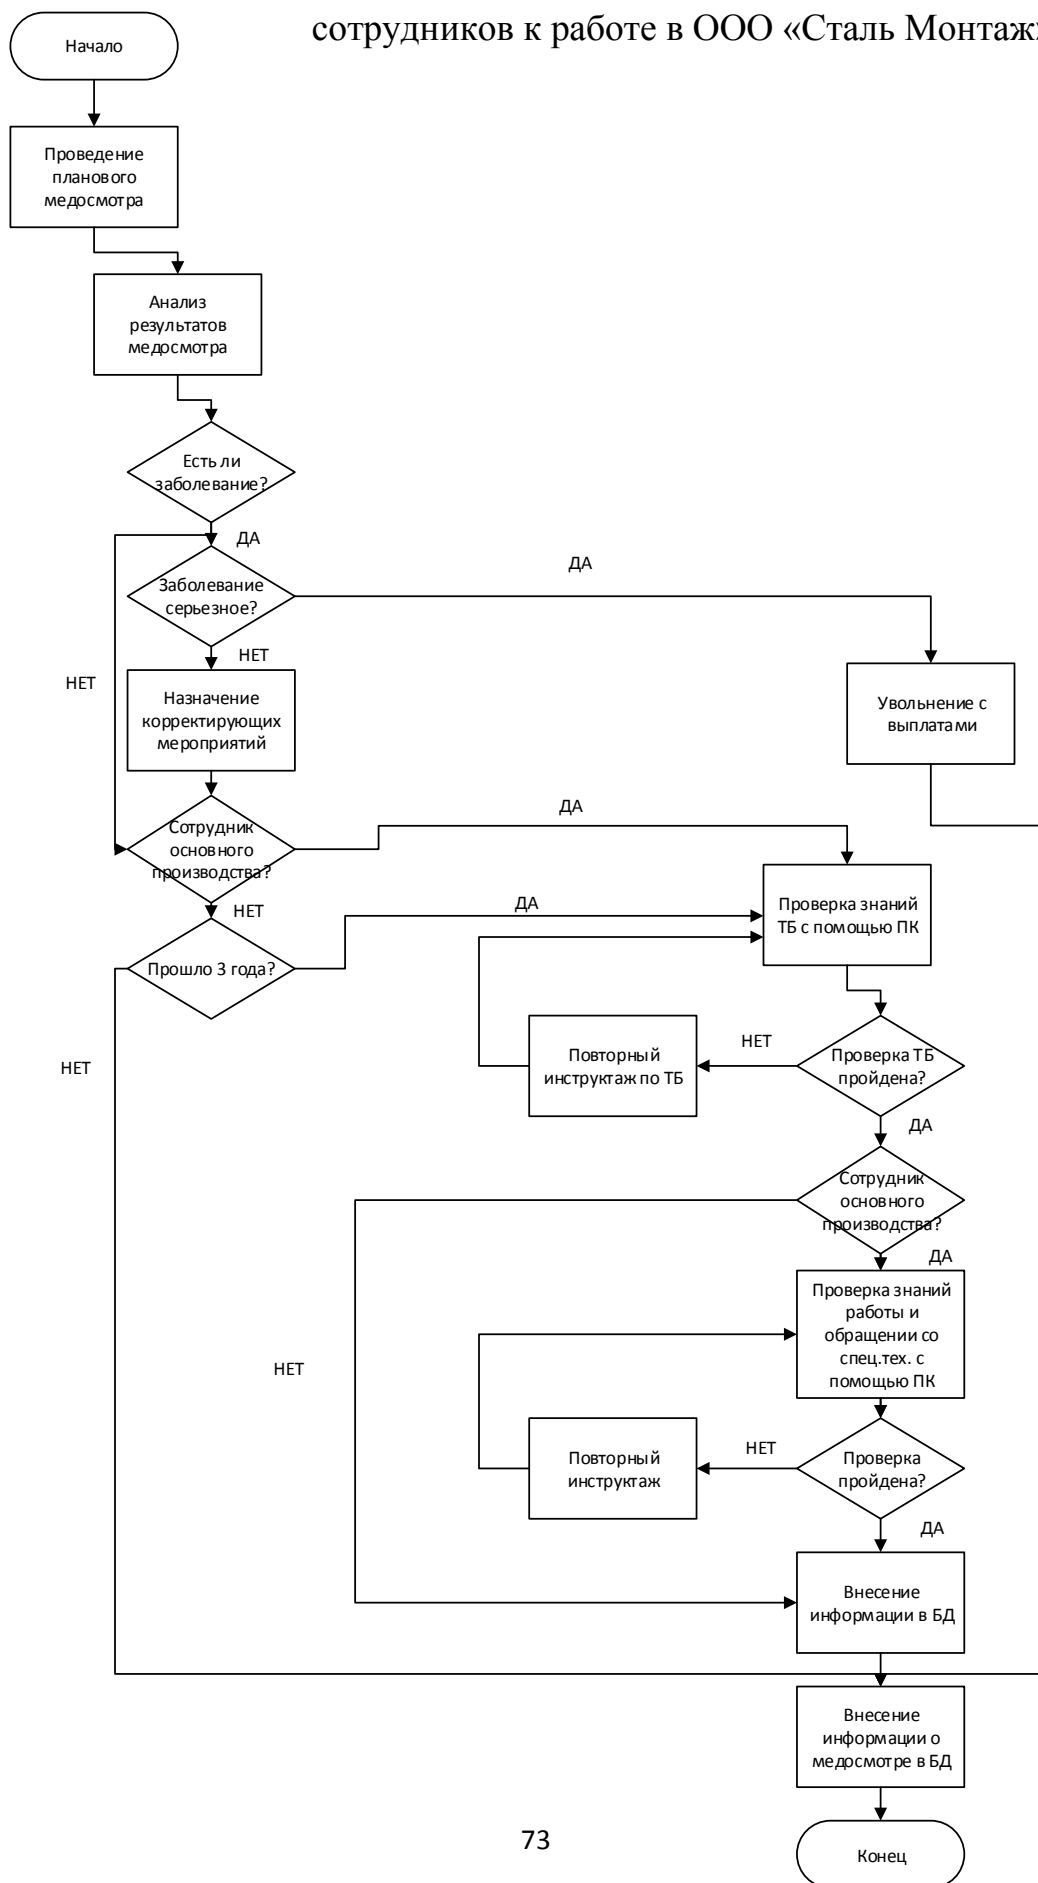 сотрудников к работе в ООО «Сталь Монтаж»
Начало
Проведение
планового
медосмотра
Анализ
результатов
медосмотра
Есть ли
заболевание?
ДА
Заболевание
серьезное?
ДА
НЕТ
НЕТ
Назначение
корректирующих
мероприятий
Увольнение с
выплатами
Сотрудник
основного
производства?
ДА
НЕТ
Прошло 3 года?
ДА
НЕТ
Проверка знаний
ТБ с помощью ПК
Проверка ТБ
пройдена?
НЕТ
Повторный
инструктаж по ТБ
ДА
Сотрудник
основного
производства?
ДА
НЕТ
Проверка знаний
работы и
обращении со
спец.тех. с
помощью ПК
Проверка
пройдена?
НЕТ
Повторный
инструктаж
ДА
Внесение
информации в БД
Внесение
информации о
медосмотре в БД
Конец
73